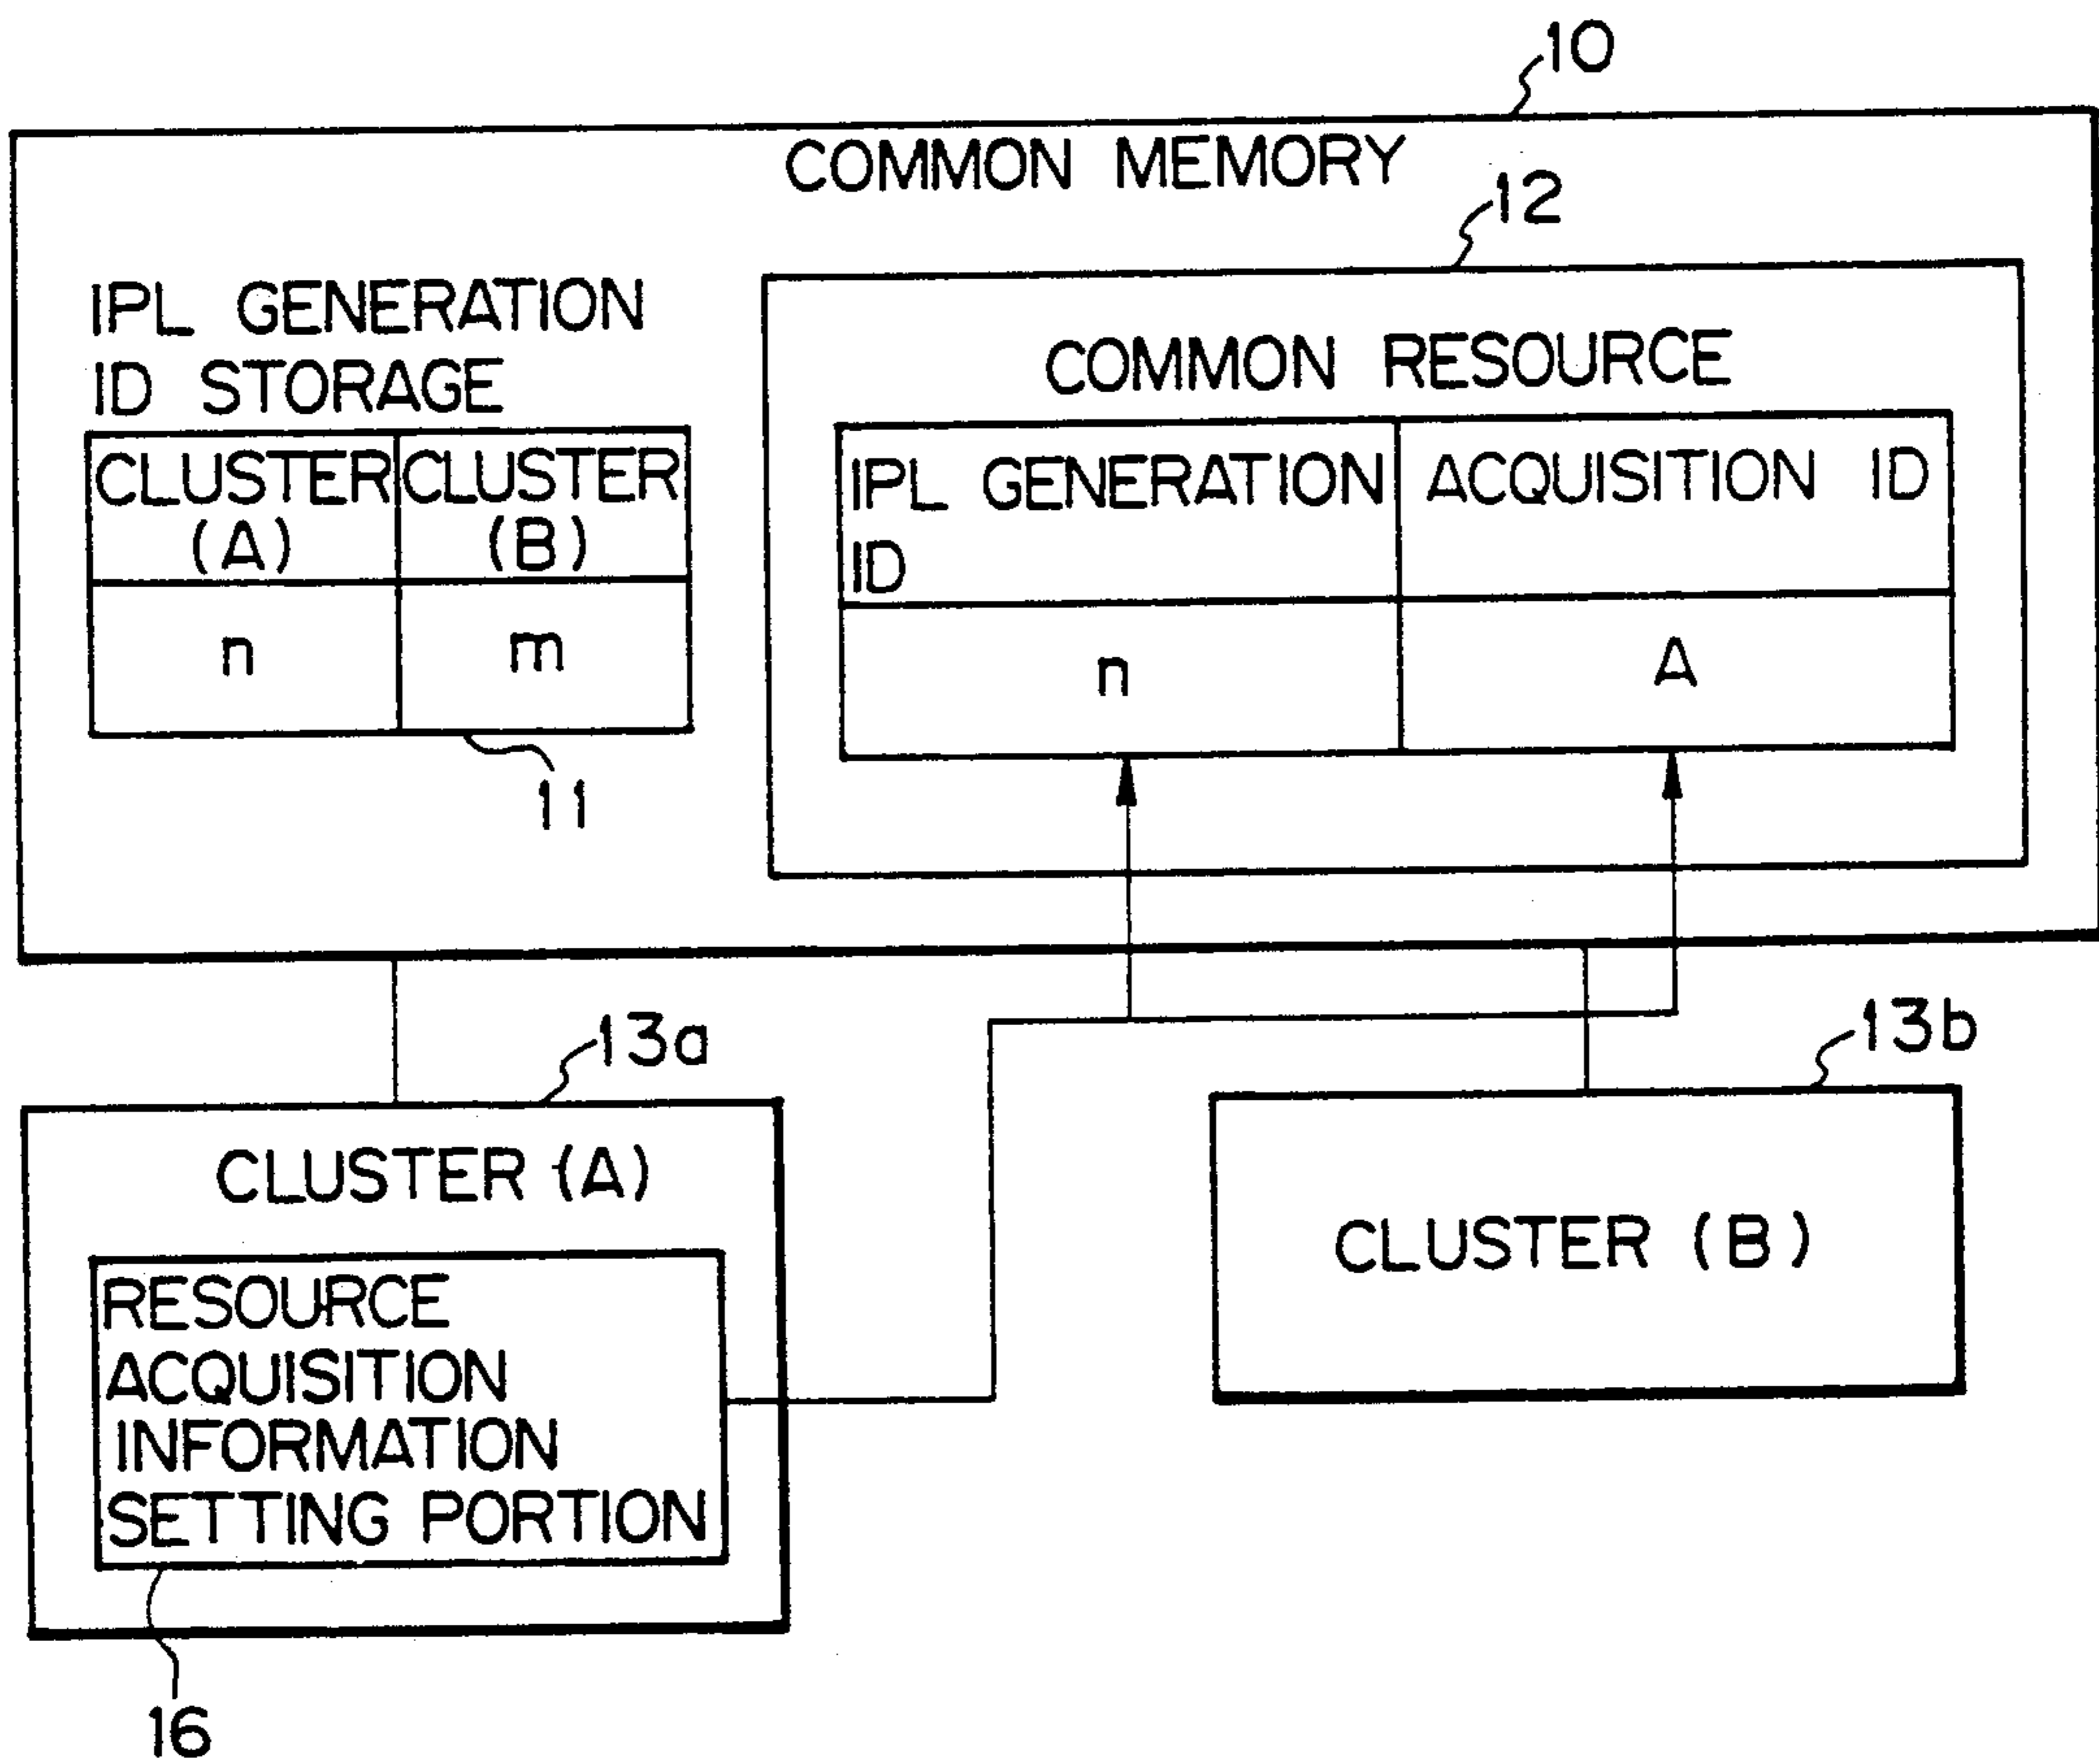 10
COMMON MEMORY
12
IPL GENERATION
ID STORAGE
CLUSTER
(A)
CLUSTER
(B)
n
m
11
COMMON RESOURCE
IPL GENERATION
ID
ACQUISITION ID
n
A
13a
CLUSTER (A)
RESOURCE
ACQUISITION
INFORMATION
SETTING PORTION
16
13b
CLUSTER (B)